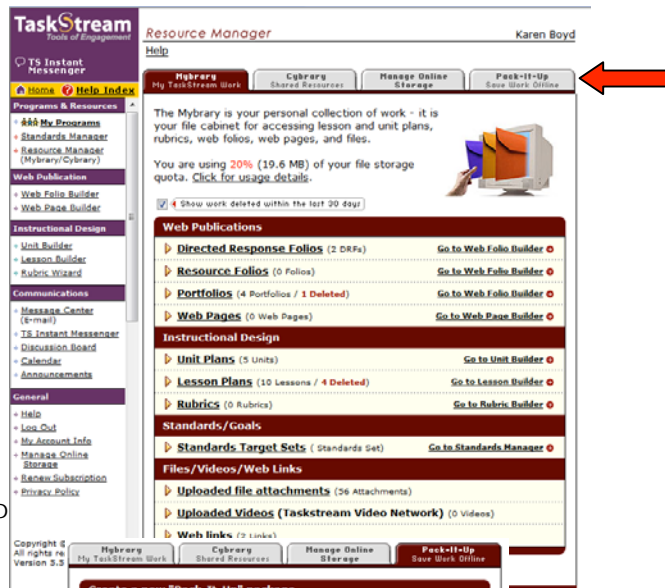 TaskStream
Tools of Engagement
TS Instant
Messenger
Home Help Index
Programs & Resources
My Programs
Standards Manager
Resource Manager
(Mybrary/Cybrary)
Web Publication
Web Folio Builder
Web Page Builder
Instructional Design
Unit Builder
Lesson Builder
Rubric Wizard
Communications
Message Center
(E-mail)
TS Instant Messenger
Discussion Board
Calendar
Announcements
General
Help
Log Out
My Account Info
Manage Online
Storage
Renew Subscription
Privacy Policy
Copyright
All rights re
Version 5.5
Resource Manager
Karen Boyd
Help
Mybrary
My TaskStream Work
Cybrary
Shared Resources
Manage Online
Storage
Pack-It-Up
Save Work Offline
The Mybrary is your personal collection of work - it is
your file cabinet for accessing lesson and unit plans,
rubrics, web folios, web pages, and files.
You are using 20% (19.6 MB) of your file storage
quota. Click for usage details.
Show work deleted within the last 30 days
Web Publications
Directed Response Folios (2 DRFs) Go to Web Folio Builder
Resource Folios (0 Folios) Go to Web Folio Builder
Portfolios (4 Portfolios / 1 Deleted) Go to Web Folio Builder
Web Pages (0 Web Pages) Go to Web Page Builder
Instructional Design
Unit Plans (5 Units) Go to Unit Builder
Lesson Plans (10 Lessons / 4 Deleted) Go to Lesson Builder
Rubrics (0 Rubrics) Go to Rubric Builder
Standards/Goals
Standards Target Sets ( Standards Set) Go to Standards Manager
Files/Videos/Web Links
Uploaded file attachments (56 Attachments)
Uploaded Videos (Taskstream Video Network) (0 Videos)
Web links (2 Links)
Mybrary
My TaskStream Work
Cybrary
Shared Resources
Manage Online
Storage
Pack-It-Up
Save Work Offline
Create a new "Pack-It-Up" package